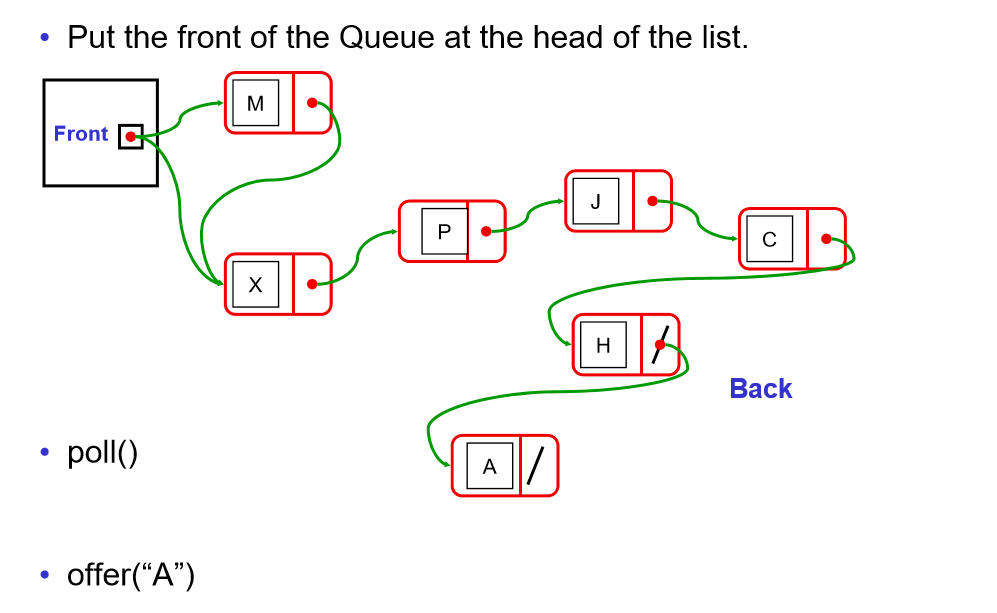 • Put the front of the Queue at the head of the list.
M
Front
J
P
C
X
H
Back
• poll()
A
• offer(“A”)